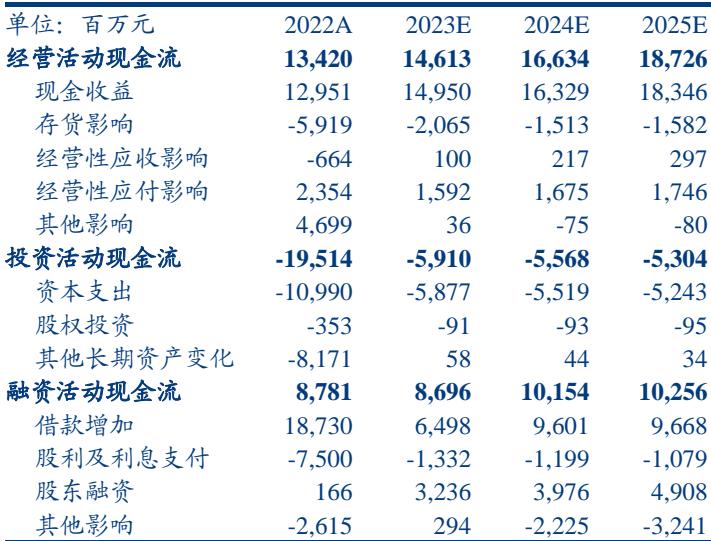 单位：百万元 2022A 2023E 2024E 2025E
经营活动现金流 13,420 14,613 16,634 18,726
现金收益 12,951 14,950 16,329 18,346
存货影响 -5,919 -2,065 -1,513 -1,582
经营性应收影响 -664 100 217 297
经营性应付影响 2,354 1,592 1,675 1,746
其他影响 4,699 36 -75 -80
投资活动现金流 -19,514 -5,910 -5,568 -5,304
资本支出 -10,990 -5,877 -5,519 -5,243
股权投资 -353 -91 -93 -95
其他长期资产变化 -8,171 58 44 34
融资活动现金流 8,781 8,696 10,154 10,256
借款增加 18,730 6,498 9,601 9,668
股利及利息支付 -7,500 -1,332 -1,199 -1,079
股东融资 166 3,236 3,976 4,908
其他影响 -2,615 294 -2,225 -3,241